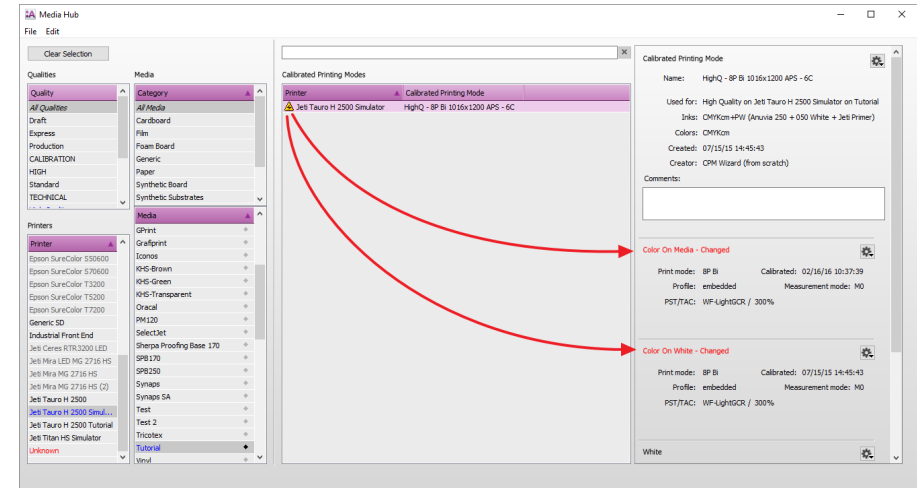 Media Hub
File Edit
Clear Selection
Qualities
Quality
All Qualities
Draft
Express
Production
CALIBRATION
HIGH
Standard
TECHNICAL
Printers
Printer
Epson SureColor S50600
Epson SureColor S70600
Epson SureColor T3200
Epson SureColor T5200
Epson SureColor T7200
Generic SD
Industrial Front End
Jeti Ceres RTR3200 LED
Jeti Mira LED MG 2716 HS
Jeti Mira MG 2716 HS
Jeti Mira MG 2716 HS (2)
Jeti Tauro H 2500
Jeti Tauro H 2500 Simul...
Jeti Tauro H 2500 Tutorial
Jeti Titan HS Simulator
Unknown
Media
Category
All Media
Cardboard
Film
Foam Board
Generic
Paper
Synthetic Board
Synthetic Substrates
Media
GPrint
Grafiprint
Iconos
KHS-Brown
KHS-Green
KHS-Transparent
Oracal
PM120
SelectJet
Sherpa Proofing Base 170
SPB170
SPB250
Synaps
Synaps SA
Test
Test 2
Tricotex
Tutorial
Vinyl
Calibrated Printing Modes
Printer Calibrated Printing Mode
Jeti Tauro H 2500 Simulator HighQ - 8P Bi 1016x1200 APS - 6C
Calibrated Printing Mode
Name: HighQ - 8P Bi 1016x1200 APS - 6C
Used for: High Quality on Jeti Tauro H 2500 Simulator on Tutorial
Inks: CMYKcm+PW (Anuvia 250 + 050 White + Jeti Primer)
Colors: CMYKcm
Created: 07/15/15 14:45:43
Creator: CPM Wizard (from scratch)
Comments:
Color On Media - Changed
Print mode: 8P Bi Calibrated: 02/16/16 10:37:39
Profile: embedded Measurement mode: M0
PST/TAC: WF-LightGCR / 300%
Color On White - Changed
Print mode: 8P Bi Calibrated: 07/15/15 14:45:43
Profile: embedded Measurement mode: M0
PST/TAC: WF-LightGCR / 300%
White